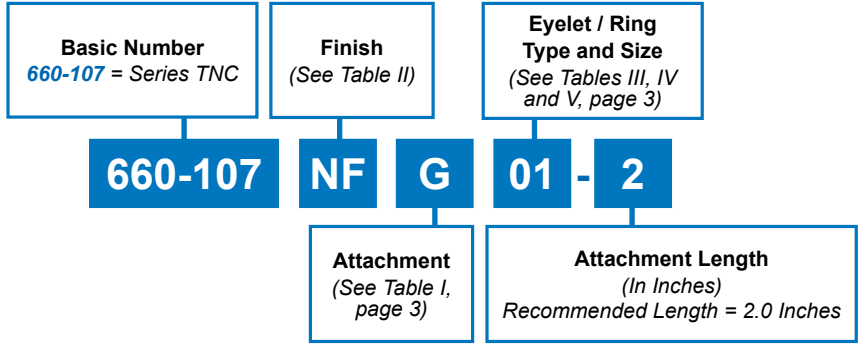 Basic Number
660-107 = Series TNC
Finish
(See Table II)
Eyelet / Ring
Type and Size
(See Tables III, IV
and V, page 3)
660-107 NF G 01 - 2
Attachment
(See Table I,
page 3)
Attachment Length
(In Inches)
Recommended Length = 2.0 Inches